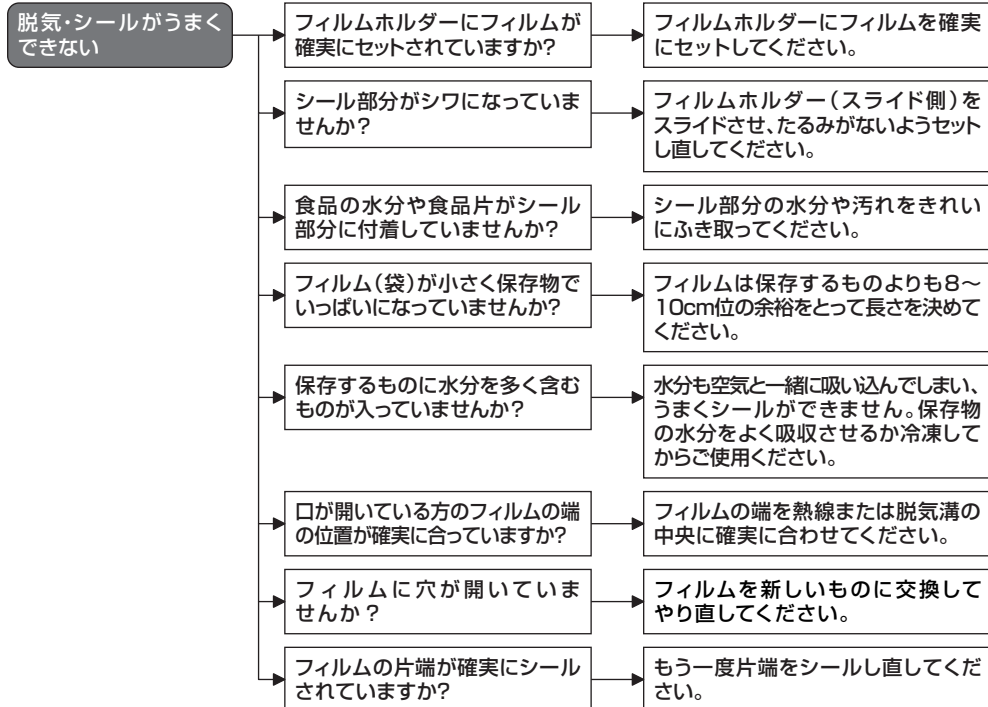 脱気・シールがうまく
できない
フィルムホルダーにフィルムが
確実にセットされていますか?
フィルムホルダーにフィルムを確実
にセットしてください。
シール部分がシワになっていま
せんか?
フィルムホルダー(スライド側)を
スライドさせ、たるみがないようセット
し直してください。
食品の水分や食品片がシール
部分に付着していませんか?
シール部分の水分や汚れをきれい
にふき取ってください。
フィルム(袋)が小さく保存物で
いっぱいになっていませんか?
フィルムは保存するものよりも8〜
10cm位の余裕をとって長さを決めて
ください。
保存するものに水分を多く含む
ものが入っていませんか?
水分も空気と一緒に吸い込んでしまい、
うまくシールができません。保存物
の水分をよく吸収させるか冷凍して
からご使用ください。
口が開いている方のフィルムの端
の位置が確実に合っていますか?
フィルムの端を熱線または脱気溝の
中央に確実に合わせてください。
フィルムに穴が開いていま
せんか?
フィルムを新しいものに交換して
やり直してください。
フィルムの片端が確実にシール
されていますか?
もう一度片端をシールし直してくだ
さい。